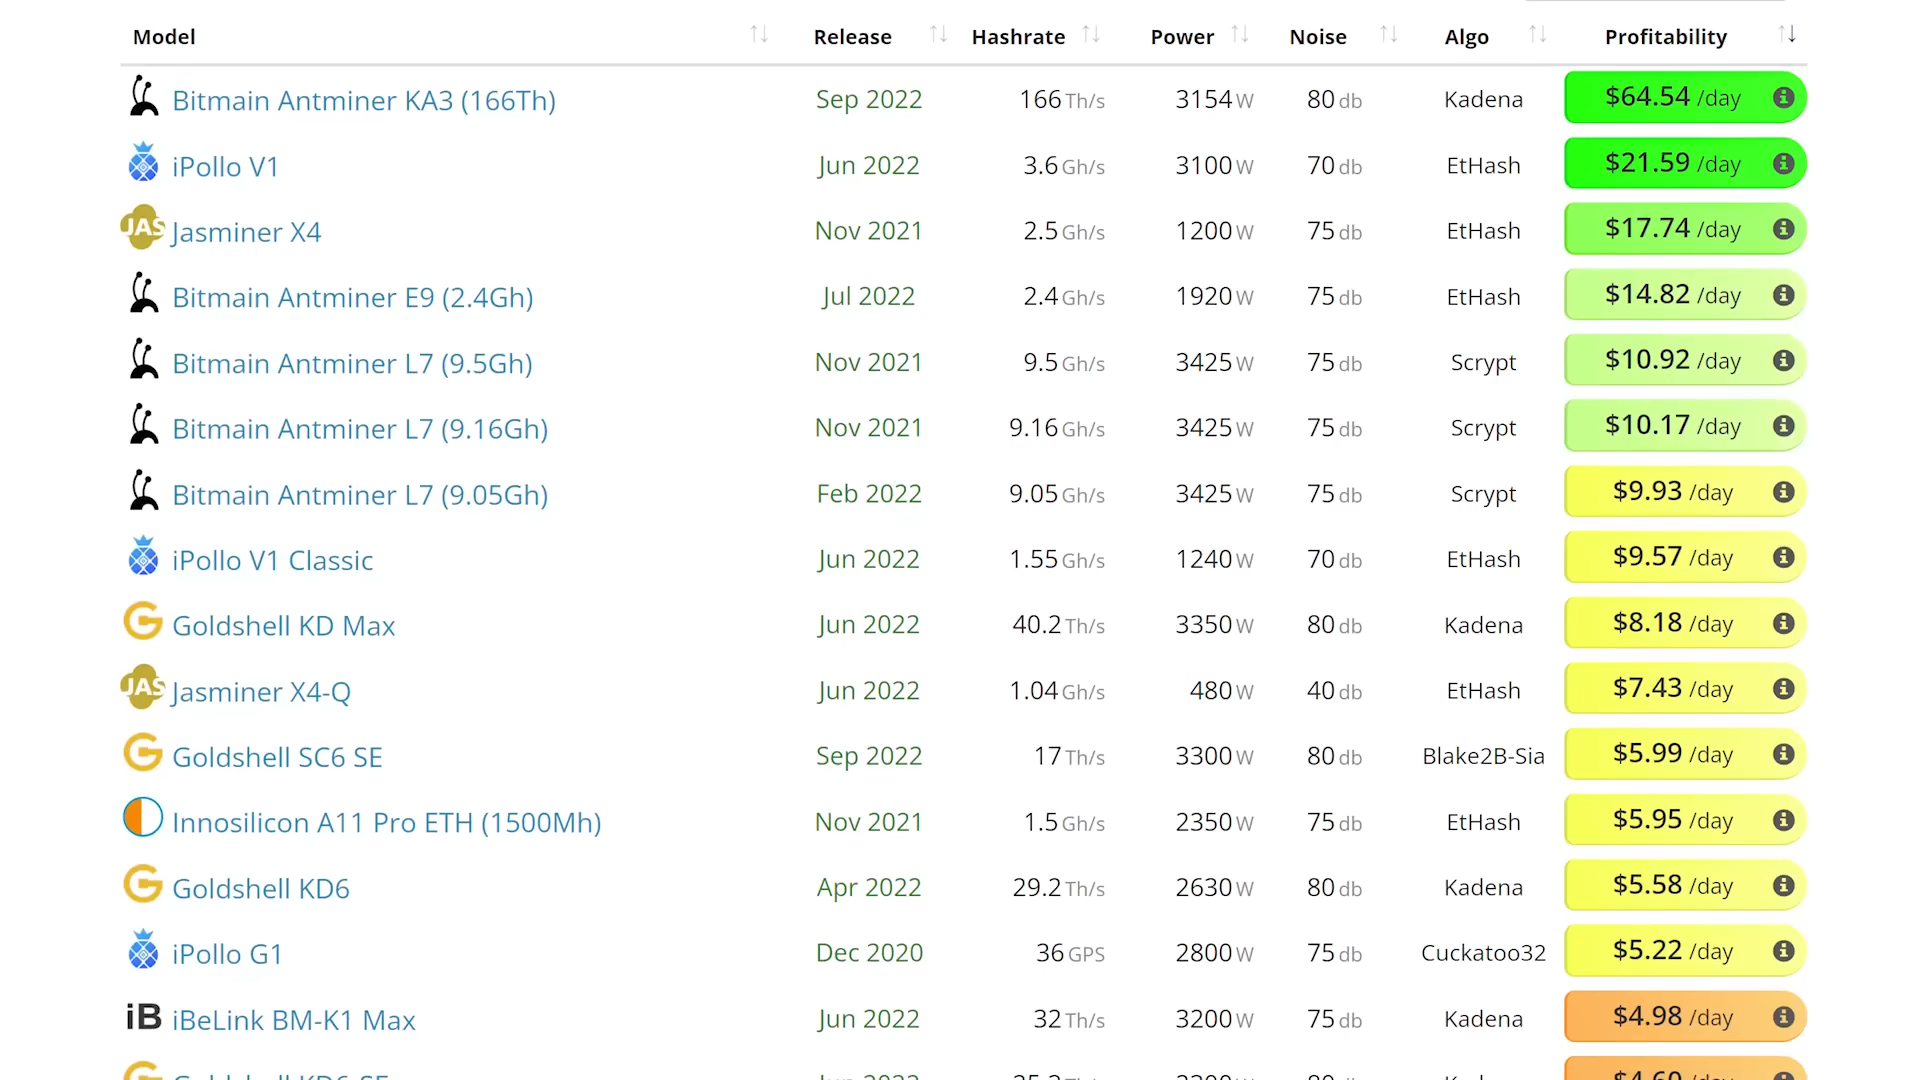 Model Release Hashrate Power Noise Algo Profitability
Bitmain Antminer KA3 (166Th) Sep 2022 166 Th/s 3154 W 80 db Kadena $64.54 /day
iPollo V1 Jun 2022 3.6 Gh/s 3100 W 70 db EtHash $21.59 /day
JAS Jasminer X4 Nov 2021 2.5 Gh/s 1200 W 75 db EtHash $17.74 /day
Bitmain Antminer E9 (2.4Gh) Jul 2022 2.4 Gh/s 1920 W 75 db EtHash $14.82 /day
Bitmain Antminer L7 (9.5Gh) Nov 2021 9.5 Gh/s 3425 W 75 db Scrypt $10.92 /day
Bitmain Antminer L7 (9.16Gh) Nov 2021 9.16 Gh/s 3425 W 75 db Scrypt $10.17 /day
Bitmain Antminer L7 (9.05Gh) Feb 2022 9.05 Gh/s 3425 W 75 db Scrypt $9.93 /day
iPollo V1 Classic Jun 2022 1.55 Gh/s 1240 W 70 db EtHash $9.57 /day
Goldshell KD Max Jun 2022 40.2 Th/s 3350 W 80 db Kadena $8.18 /day
JAS Jasminer X4-Q Jun 2022 1.04 Gh/s 480 W 40 db EtHash $7.43 /day
Goldshell SC6 SE Sep 2022 17 Th/s 3300 W 80 db Blake2B-Sia $5.99 /day
Innosilicon A11 Pro ETH (1500Mh) Nov 2021 1.5 Gh/s 2350 W 75 db EtHash $5.95 /day
Goldshell KD6 Apr 2022 29.2 Th/s 2630 W 80 db Kadena $5.58 /day
iPollo G1 Dec 2020 36 GPS 2800 W 75 db Cuckatoo32 $5.22 /day
iB iBeLink BM-K1 Max Jun 2022 32 Th/s 3200 W 75 db Kadena $4.98 /day